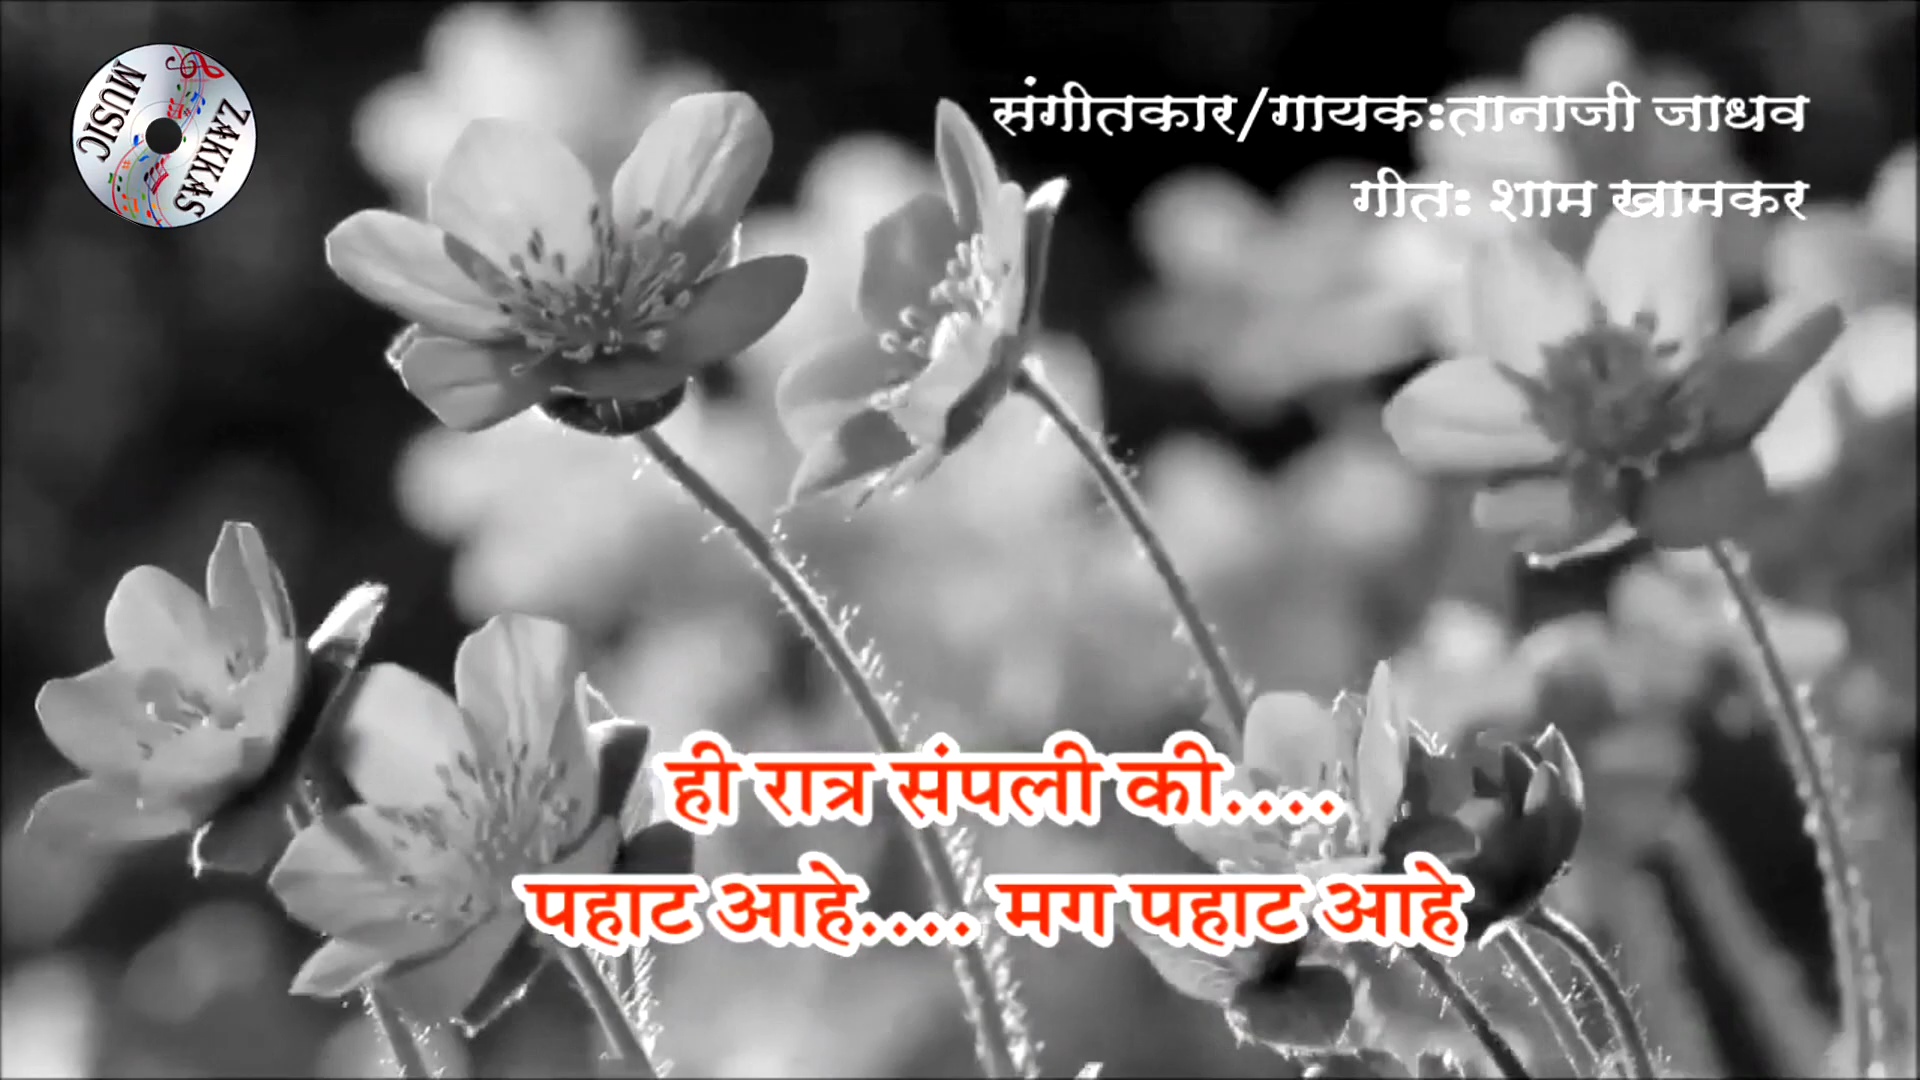 MUSIC
ZAKKAS
संगीतकार/गायक:तानाजी जाधव
गीतः शाम खामकर
ही रात्र संपली की....
पहाट आहे.... मग पहाट आहे